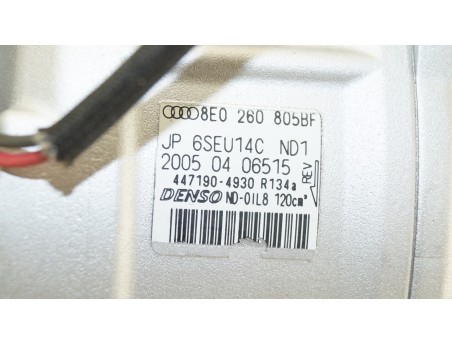 8E0 260 805BF
JP 6SEU14C ND1
2005 04 06515
REV
447190-4930 R134a
DENSO ND-OIL8 120cm³